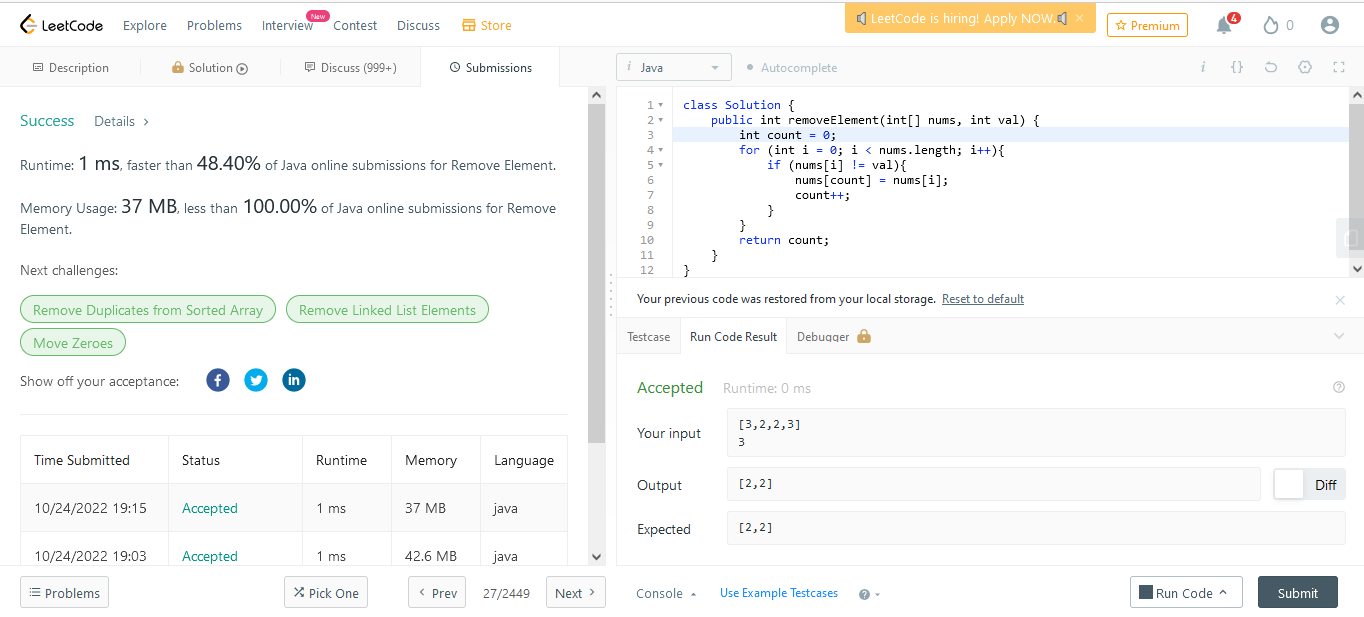 LeetCode Explore Problems Interview New Contest Discuss Store LeetCode is hiring! Apply NOW. × Premium 4 0
Description Solution Discuss (999+) Submissions
i Java Autocomplete i {}
Success Details >
Runtime: 1 ms, faster than 48.40% of Java online submissions for Remove Element.
Memory Usage: 37 MB, less than 100.00% of Java online submissions for Remove
Element.
Next challenges:
Remove Duplicates from Sorted Array Remove Linked List Elements
Move Zeroes
Show off your acceptance: f in
Time Submitted Status Runtime Memory Language
10/24/2022 19:15 Accepted 1 ms 37 MB java
10/24/2022 19:03 Accepted 1 ms 42.6 MB java
1 class Solution {
2 public int removeElement(int[] nums, int val) {
3 int count = 0;
4 for (int i = 0; i < nums.length; i++){
5 if (nums[i] != val){
6 nums[count] = nums[i];
7 count++;
8 }
9 }
10 return count;
11 }
12 }
Your previous code was restored from your local storage. Reset to default ×
Testcase Run Code Result Debugger
Accepted Runtime: 0 ms ?
Your input
[3,2,2,3]
3
Output [2,2] Diff
Expected [2,2]
Problems Pick One < Prev 27/2449 Next > Console Use Example Testcases ? Run Code Submit